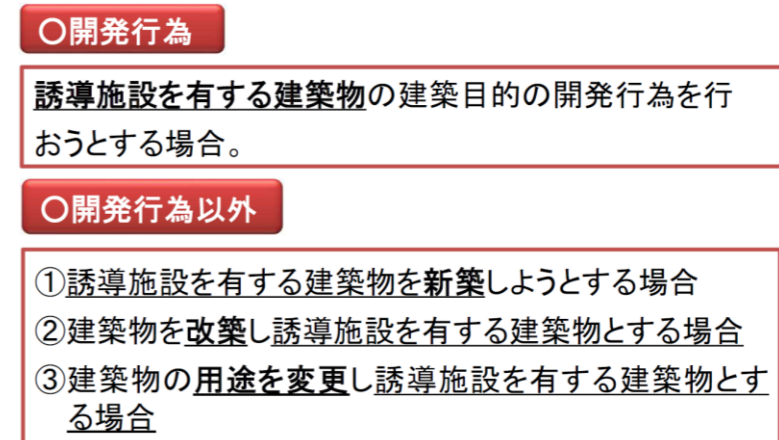 〇開発行為
誘導施設を有する建築物の建築目的の開発行為を行
おうとする場合。
〇開発行為以外
①誘導施設を有する建築物を新築しようとする場合
②建築物を改築し誘導施設を有する建築物とする場合
③建築物の用途を変更し誘導施設を有する建築物とす
る場合